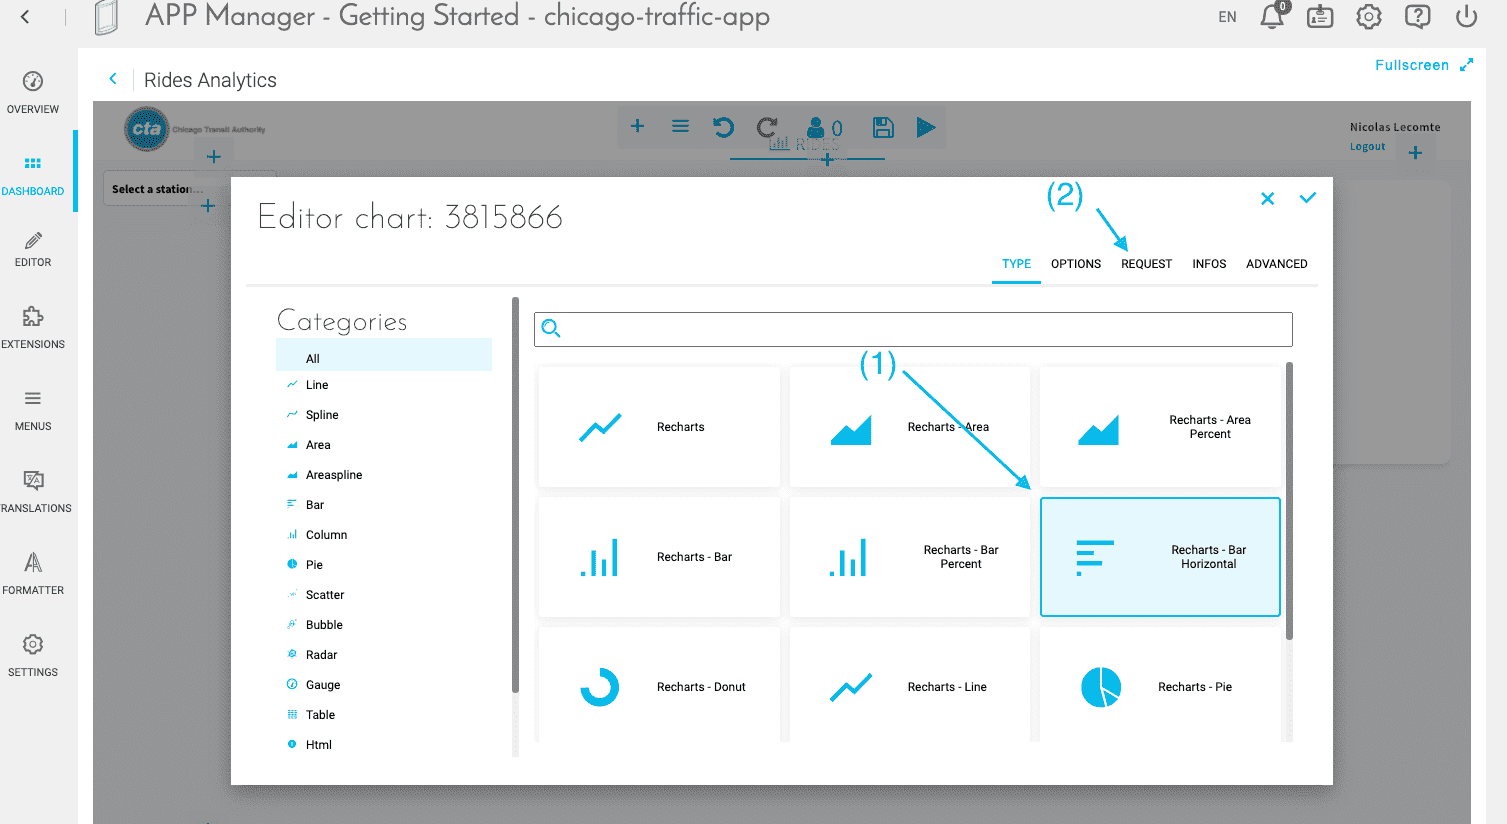 APP Manager - Getting Started - chicago-traffic-app
EN
0
Fullscreen
Rides Analytics
OVERVIEW
DASHBOARD
EDITOR
EXTENSIONS
MENUS
RANSLATIONS
FORMATTER
SETTINGS
cta Chicago Transit Authority
0
RIDES
Nicolas Lecomte
Logout
Select a station...
Editor chart: 3815866
(2)
TYPE OPTIONS REQUEST INFOS ADVANCED
Categories
All
Line
Spline
Area
Areaspline
Bar
Column
Pie
Scatter
Bubble
Radar
Gauge
Table
Html
(1)
Recharts
Recharts - Area
Recharts - Area
Percent
Recharts - Bar
Recharts - Bar
Percent
Recharts - Bar
Horizontal
Recharts - Donut
Recharts - Line
Recharts - Pie